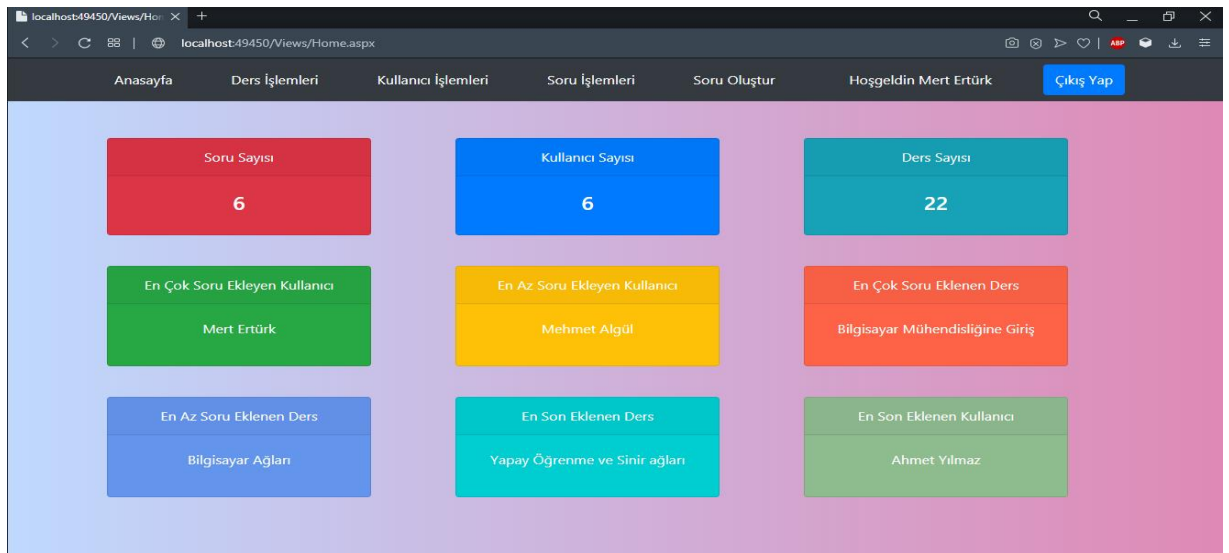 localhost:49450/Views/Hom
localhost:49450/Views/Home.aspx
ABP
Anasayfa Ders İşlemleri Kullanıcı İşlemleri Soru İşlemleri Soru Oluştur Hoşgeldin Mert Ertürk Çıkış Yap
Soru Sayısı
6
Kullanıcı Sayısı
6
Ders Sayısı
22
En Çok Soru Ekleyen Kullanıcı
Mert Ertürk
En Az Soru Ekleyen Kullanıcı
Mehmet Algül
En Çok Soru Eklenen Ders
Bilgisayar Mühendisliğine Giriş
En Az Soru Eklenen Ders
Bilgisayar Ağları
En Son Eklenen Ders
Yapay Öğrenme ve Sinir ağları
En Son Eklenen Kullanıcı
Ahmet Yılmaz